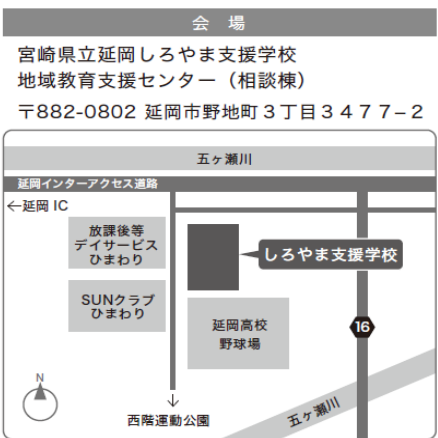 会 場
宮崎県立延岡しろやま支援学校
地域教育支援センター（相談棟）
〒882-0802 延岡市野地町３丁目３４７７−２
五ヶ瀬川
延岡インターアクセス道路
←延岡 IC
放課後等
デイサービス
ひまわり
しろやま支援学校
SUNクラブ
ひまわり
延岡高校
野球場
16
N
↓
西階運動公園
五ヶ瀬川